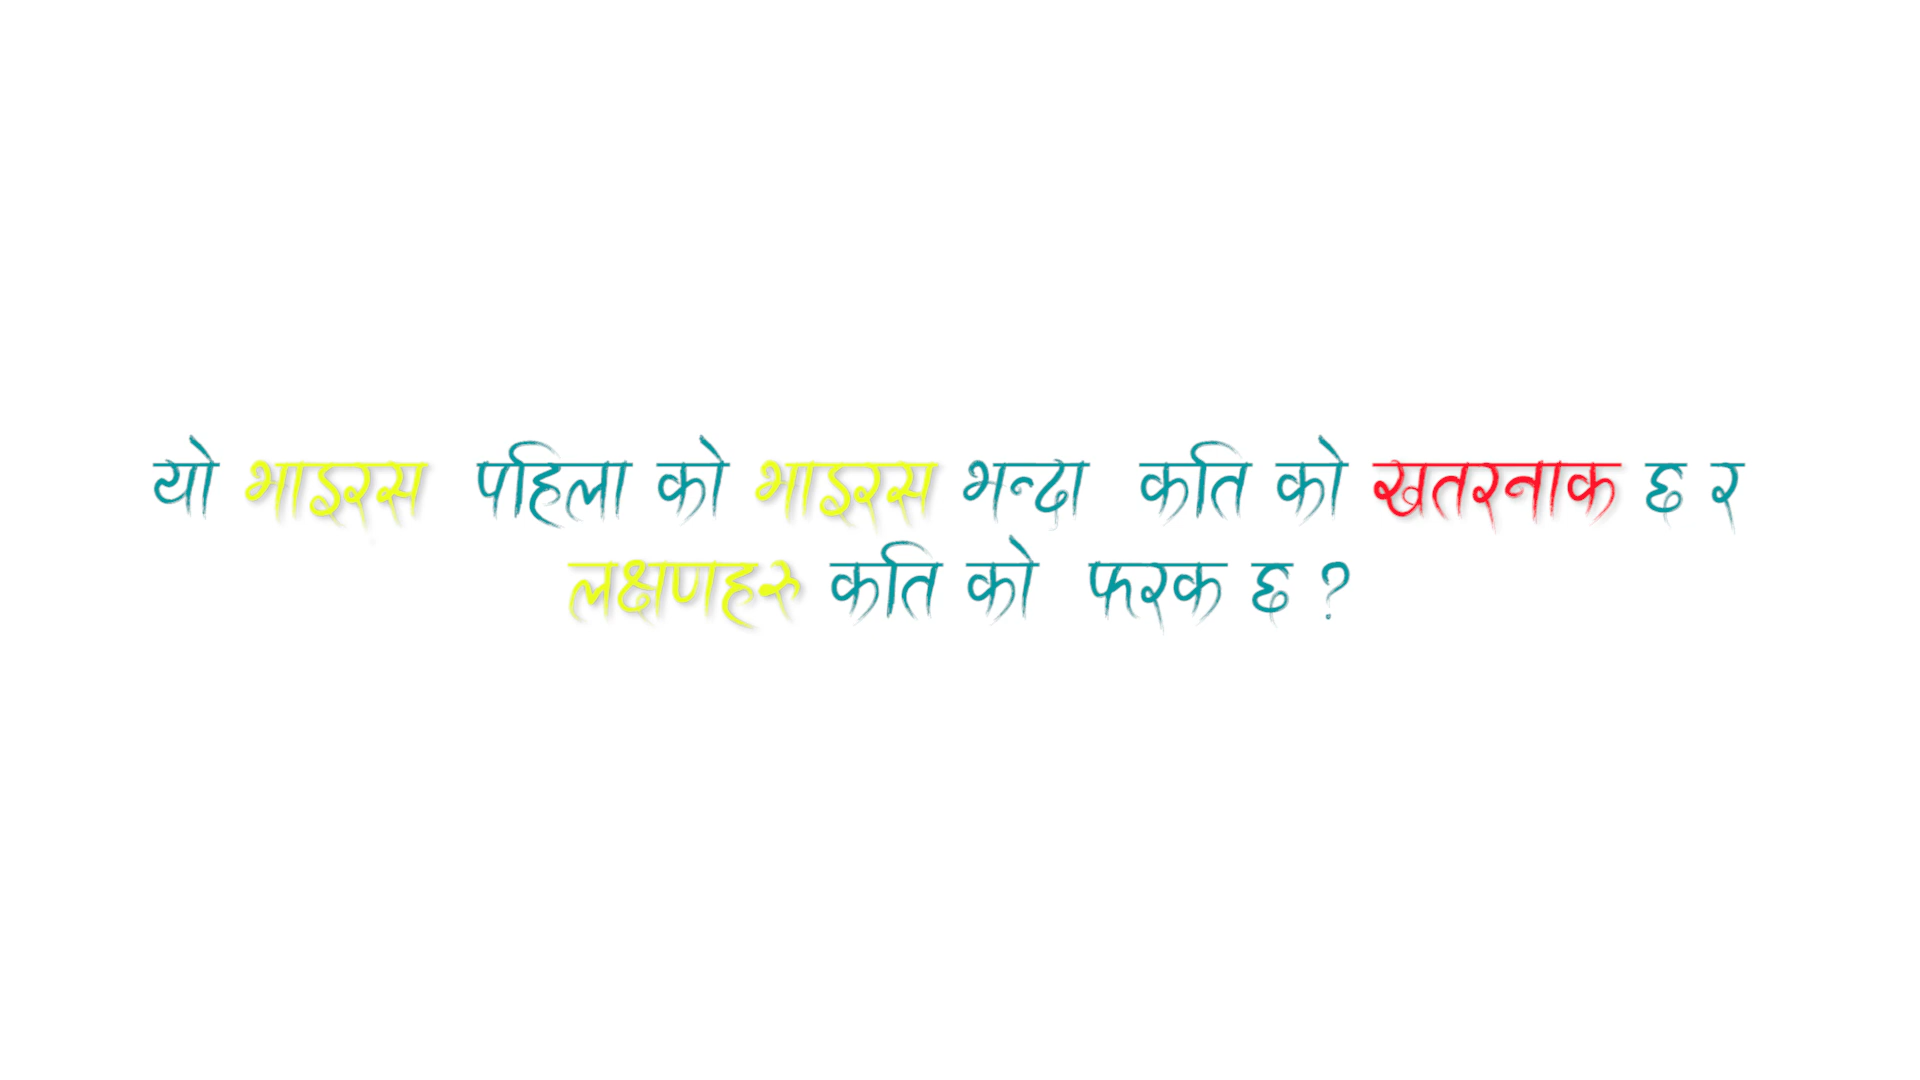 यो भाइरस पहिला को भाइरस भन्दा कति को खतरनाक छ र
लक्षणहरु कति को फरक छ ?